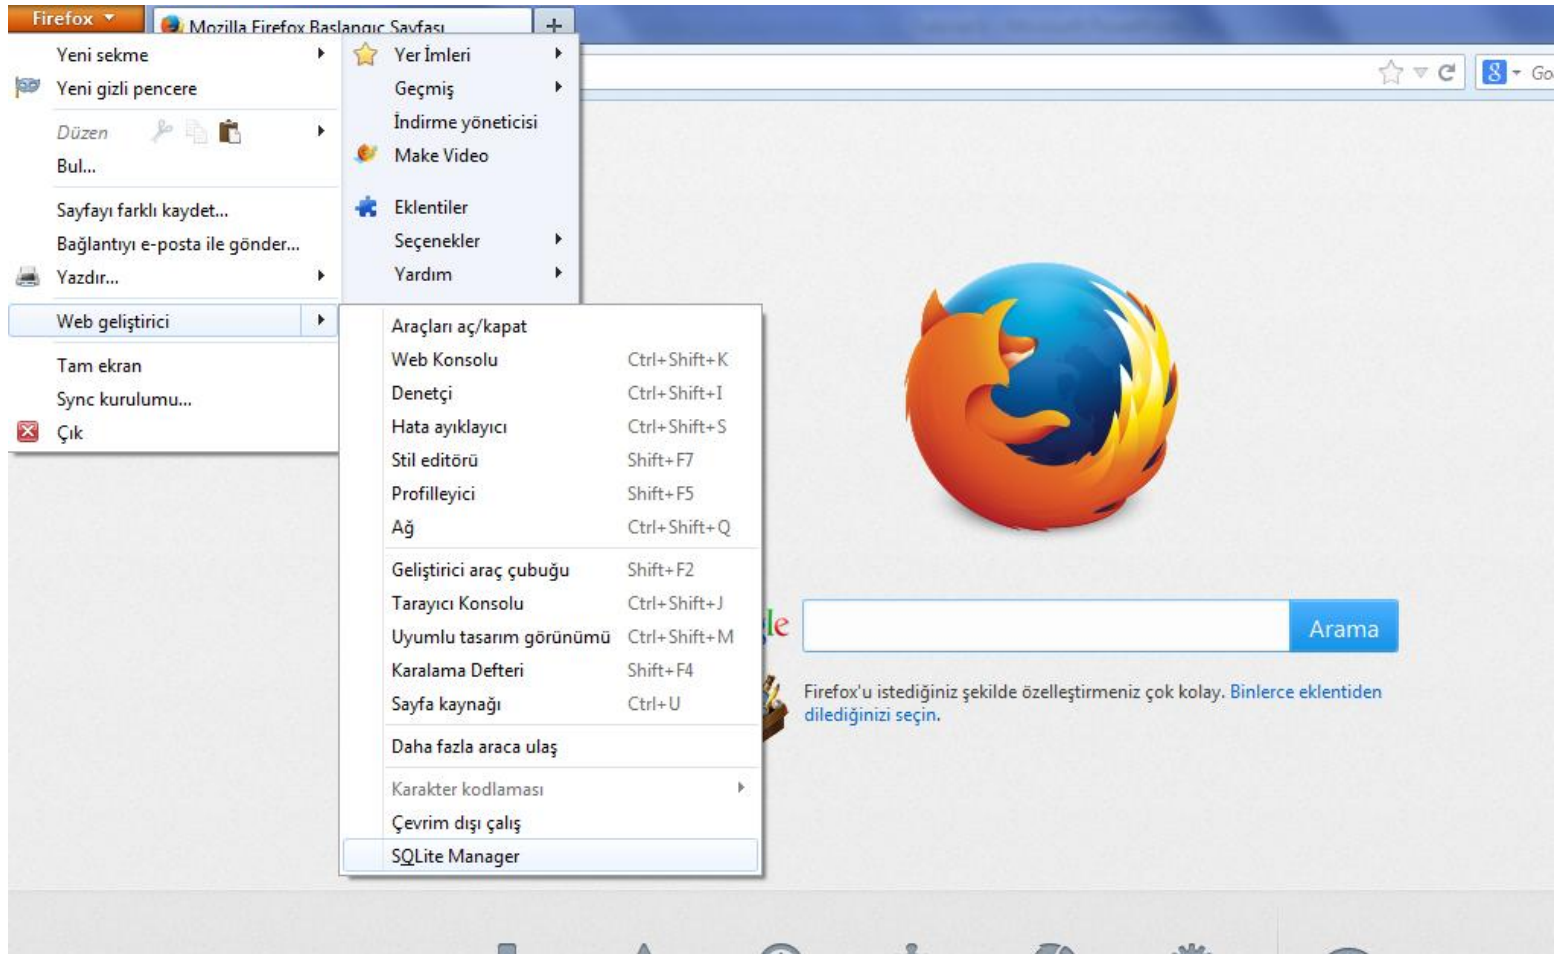 Firefox
Mozilla Firefox Başlangıç Sayfası
Yeni sekme
Yeni gizli pencere
Düzen
Bul...
Sayfayı farklı kaydet...
Bağlantıyı e-posta ile gönder...
Yazdır...
Web geliştirici
Tam ekran
Sync kurulumu...
Çık
Yer İmleri
Geçmiş
İndirme yöneticisi
Make Video
Eklentiler
Seçenekler
Yardım
Araçları aç/kapat
Web Konsolu Ctrl+Shift+K
Denetçi Ctrl+Shift+I
Hata ayıklayıcı Ctrl+Shift+S
Stil editörü Shift+F7
Profilleyici Shift+F5
Ağ Ctrl+Shift+Q
Geliştirici araç çubuğu Shift+F2
Tarayıcı Konsolu Ctrl+Shift+J
Uyumlu tasarım görünümü Ctrl+Shift+M
Karalama Defteri Shift+F4
Sayfa kaynağı Ctrl+U
Daha fazla araca ulaş
Karakter kodlaması
Çevrim dışı çalış
SQLite Manager
8 Goo
le
Arama
Firefox'u istediğiniz şekilde özelleştirmeniz çok kolay. Binlerce eklentiden
dilediğinizi seçin.